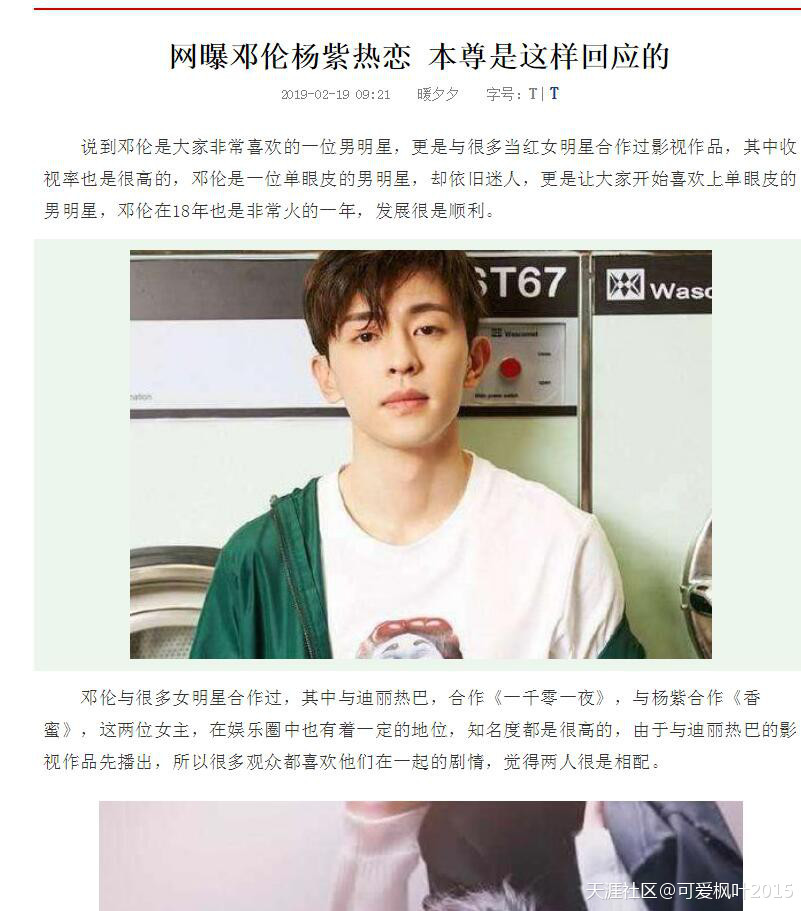 网曝邓伦杨紫热恋 本尊是这样回应的
2019-02-19 09:21 暖夕夕 字号：T|T
说到邓伦是大家非常喜欢的一位男明星，更是与很多当红女明星合作过影视作品，其中收
视率也是很高的，邓伦是一位单眼皮的男明星，却依旧迷人，更是让大家开始喜欢上单眼皮的
男明星，邓伦在18年也是非常火的一年，发展很是顺利。
ST67
Wasc
Wascomat
open
邓伦与很多女明星合作过，其中与迪丽热巴，合作《一千零一夜》，与杨紫合作《香
蜜》，这两位女主，在娱乐圈中也有着一定的地位，知名度都是很高的，由于与迪丽热巴的影
视作品先播出，所以很多观众都喜欢他们在一起的剧情，觉得两人很是相配。
天涯社区@可爱枫叶2015